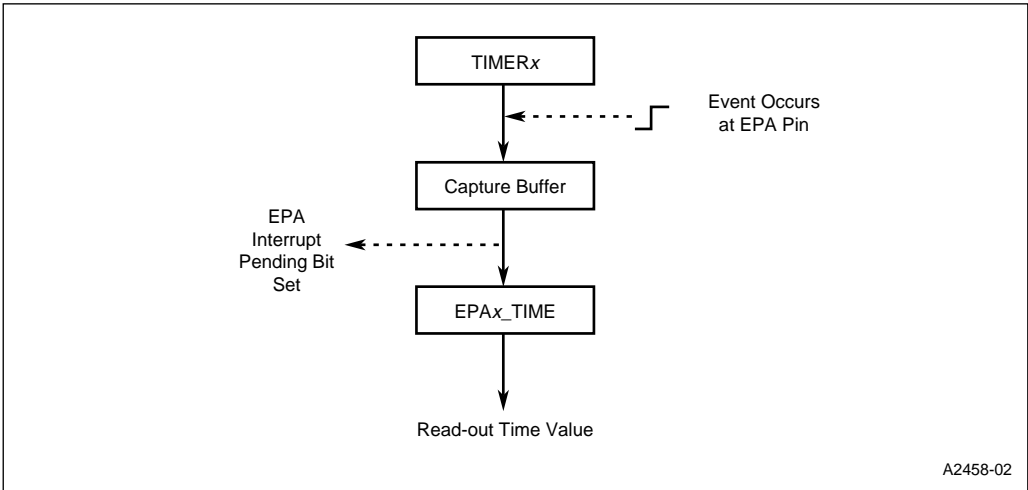 TIMERx
Event Occurs
at EPA Pin
Capture Buffer
EPA
Interrupt
Pending Bit
Set
EPAx_TIME
Read-out Time Value
A2458-02